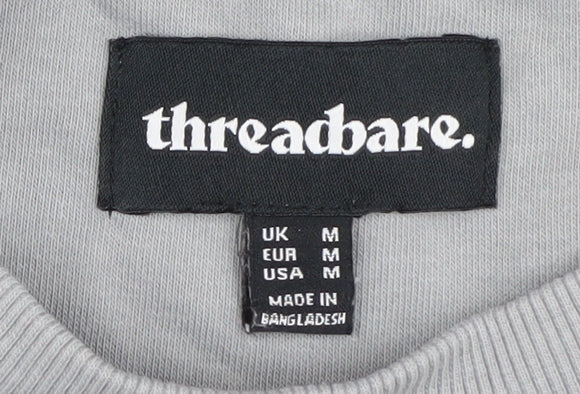 threadbare.
UK M
EUR M
USA M
MADE IN
BANGLADESH